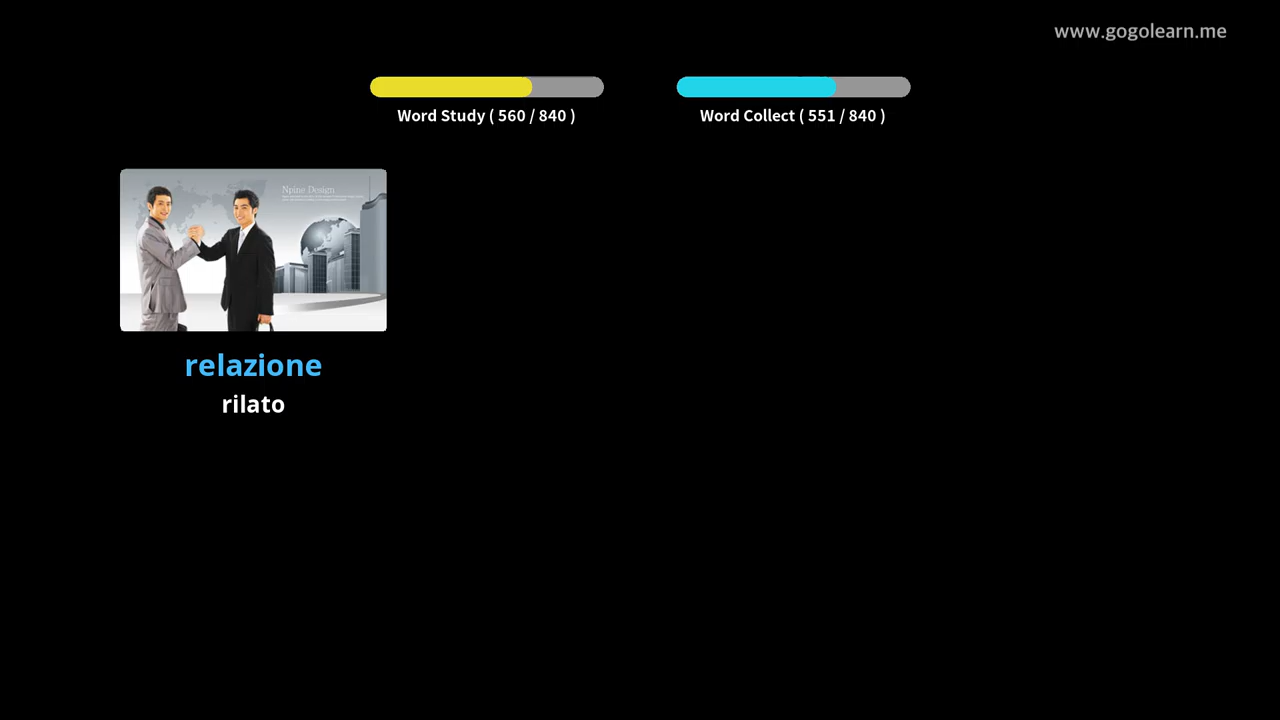 www.gogolearn.me
Word Study ( 560 / 840 )
Word Collect ( 551 / 840 )
Npine Design
relazione
rilato